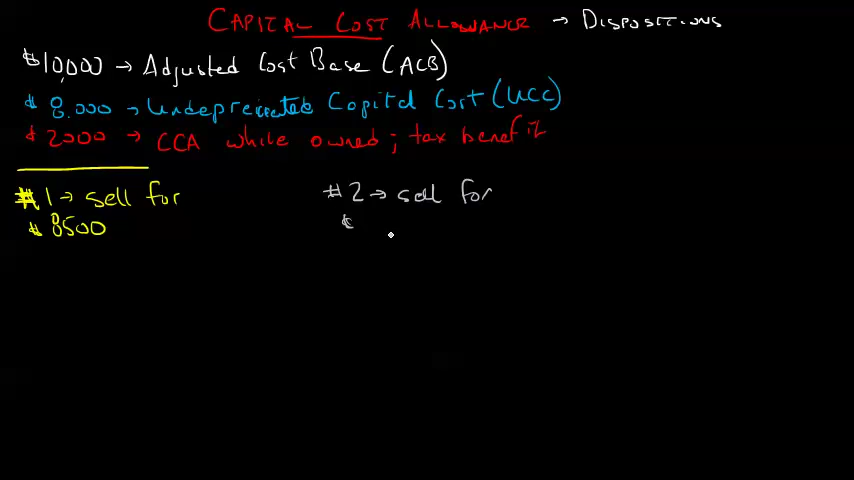 CAPITAL COST ALLOWANCE → DISPOSITIONS
$10,000 → Adjusted Cost Base (ACB)
$ 8,000 → Undepreciated Capital Cost (UCC)
$ 2000 → CCA while owned; tax benefit
#1 → sell for
$ 8500
#2 → sell for
$